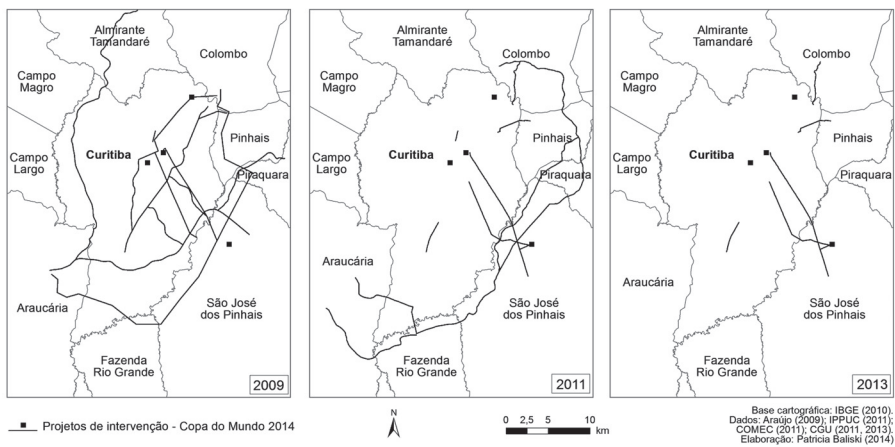 Almirante
Tamandaré
Colombo
Campo
Magro
Pinhais
Campo
Largo
Curitiba
Piraquara
Araucária
São José
dos Pinhais
Fazenda
Rio Grande
2009
Almirante
Tamandaré
Colombo
Campo
Magro
Pinhais
Campo
Largo
Curitiba
Piraquara
Araucária
São José
dos Pinhais
Fazenda
Rio Grande
2011
Almirante
Tamandaré
Colombo
Campo
Magro
Pinhais
Campo
Largo
Curitiba
Piraquara
Araucária
São José
dos Pinhais
Fazenda
Rio Grande
2013
Projetos de intervenção - Copa do Mundo 2014
N
0 2,5 5 10
km
Base cartográfica: IBGE (2010).
Dados: Araújo (2009); IPPUC (2011);
COMEC (2011); CGU (2011, 2013).
Elaboração: Patricia Baliski (2014)